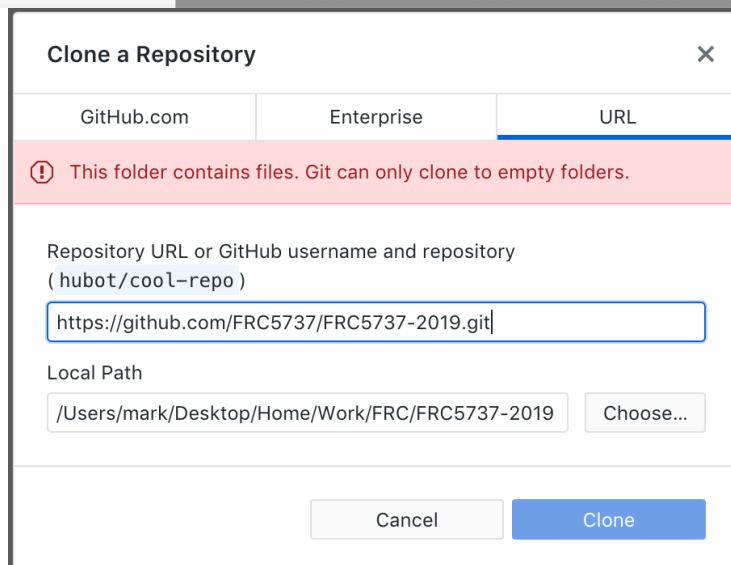 Clone a Repository
GitHub.com Enterprise URL
This folder contains files. Git can only clone to empty folders.
Repository URL or GitHub username and repository
(hubot/cool-repo)
https://github.com/FRC5737/FRC5737-2019.git
Local Path
/Users/mark/Desktop/Home/Work/FRC/FRC5737-2019 Choose...
Cancel Clone